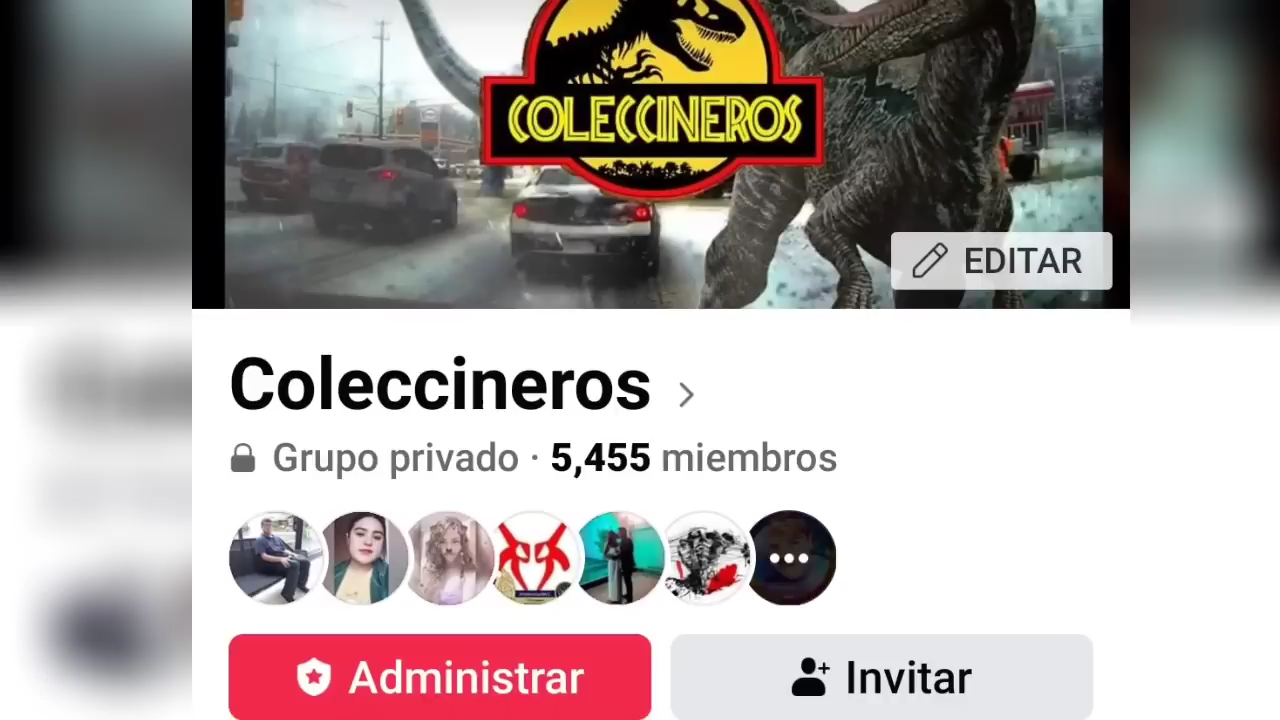 COLECCINEROS
EDITAR
Coleccineros
Grupo privado · 5,455 miembros
Administrar
Invitar